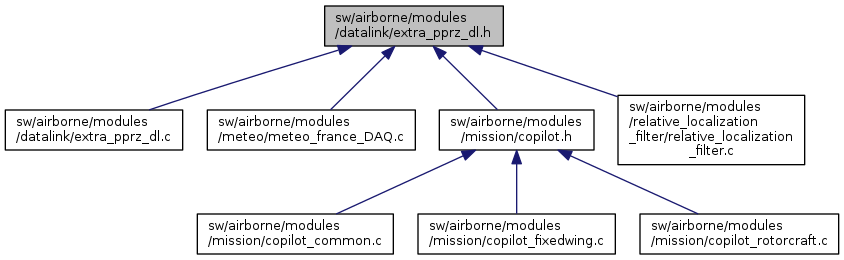 sw/airborne/modules
/datalink/extra_pprz_dl.h
sw/airborne/modules
/datalink/extra_pprz_dl.c
sw/airborne/modules
/meteo/meteo_france_DAQ.c
sw/airborne/modules
/mission/copilot.h
sw/airborne/modules
/relative_localization
_filter/relative_localization
_filter.c
sw/airborne/modules
/mission/copilot_common.c
sw/airborne/modules
/mission/copilot_fixedwing.c
sw/airborne/modules
/mission/copilot_rotorcraft.c